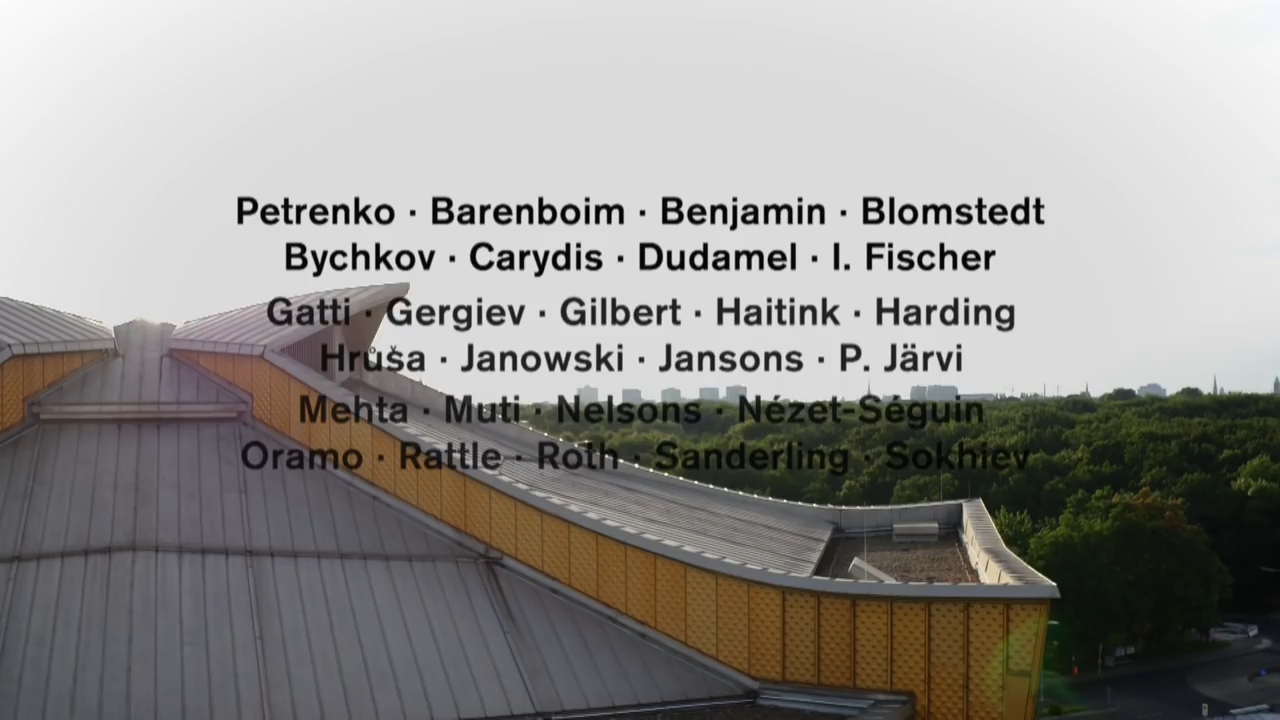 Petrenko · Barenboim · Benjamin · Blomstedt
Bychkov · Carydis · Dudamel · I. Fischer
Gatti · Gergiev · Gilbert · Haitink · Harding
Hrůša · Janowski · Jansons · P. Järvi
Mehta · Muti · Nelsons · Nézet-Séguin
Oramo · Rattle · Roth · Sanderling · Sokhiev